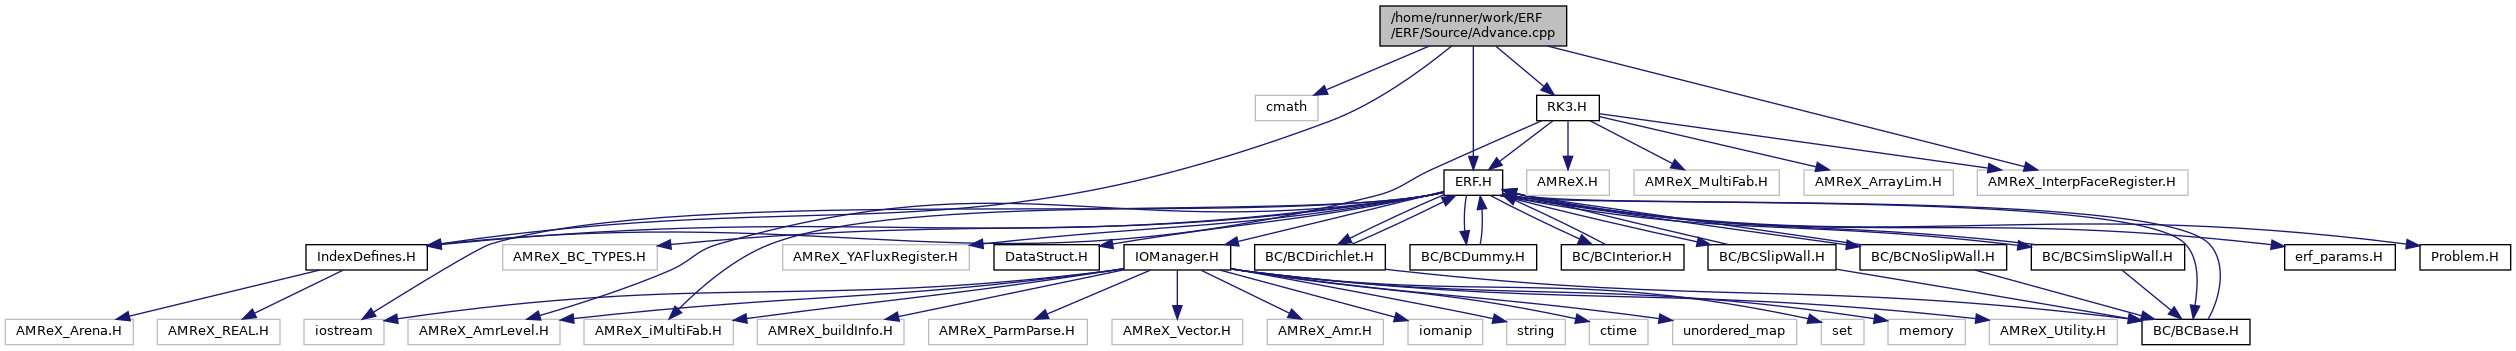 /home/runner/work/ERF
/ERF/Source/Advance.cpp
cmath
RK3.H
ERF.H
AMReX.H
AMReX_MultiFab.H
AMReX_ArrayLim.H
AMReX_InterpFaceRegister.H
IndexDefines.H
AMReX_BC_TYPES.H
AMReX_YAFluxRegister.H
DataStruct.H
IOManager.H
BC/BCDirichlet.H
BC/BCDummy.H
BC/BCInterior.H
BC/BCSlipWall.H
BC/BCNoSlipWall.H
BC/BCSimSlipWall.H
erf_params.H
Problem.H
AMReX_Arena.H
AMReX_REAL.H
iostream
AMReX_AmrLevel.H
AMReX_iMultiFab.H
AMReX_buildInfo.H
AMReX_ParmParse.H
AMReX_Vector.H
AMReX_Amr.H
iomanip
string
ctime
unordered_map
set
memory
AMReX_Utility.H
BC/BCBase.H